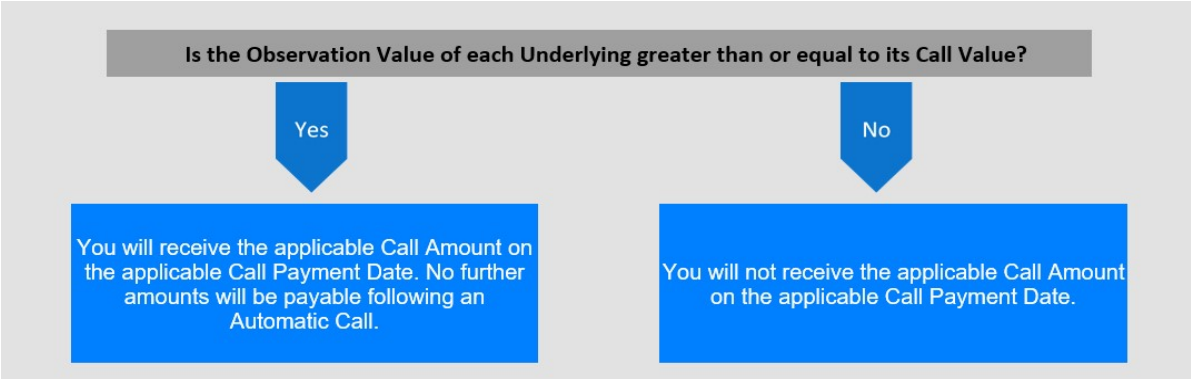 Is the Observation Value of each Underlying greater than or equal to its Call Value?
Yes
No
You will receive the applicable Call Amount on
the applicable Call Payment Date. No further
amounts will be payable following an
Automatic Call.
You will not receive the applicable Call Amount
on the applicable Call Payment Date.